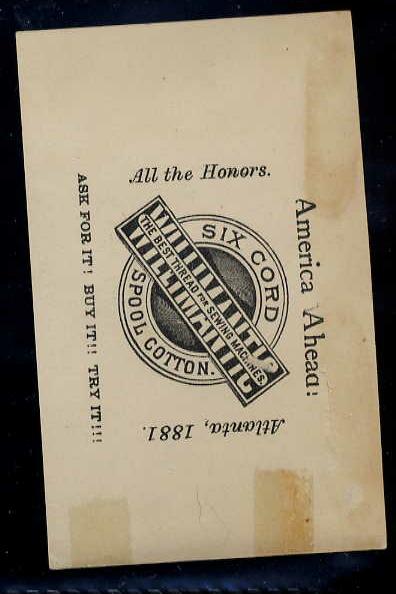 All the Honors.
America Ahead!
SIX CORD
WILLIMANTIC
THE BEST THREAD FOR SEWING MACHINES.
SPOOL COTTON.
Atlanta, 1881.
ASK FOR IT! BUY IT!! TRY IT!!!